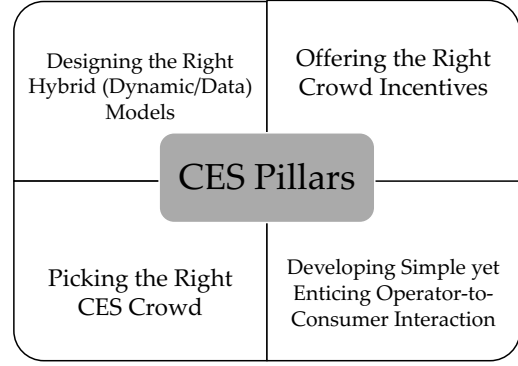 Designing the Right
Hybrid (Dynamic/Data)
Models
Offering the Right
Crowd Incentives
CES Pillars
Picking the Right
CES Crowd
Developing Simple yet
Enticing Operator-to-
Consumer Interaction